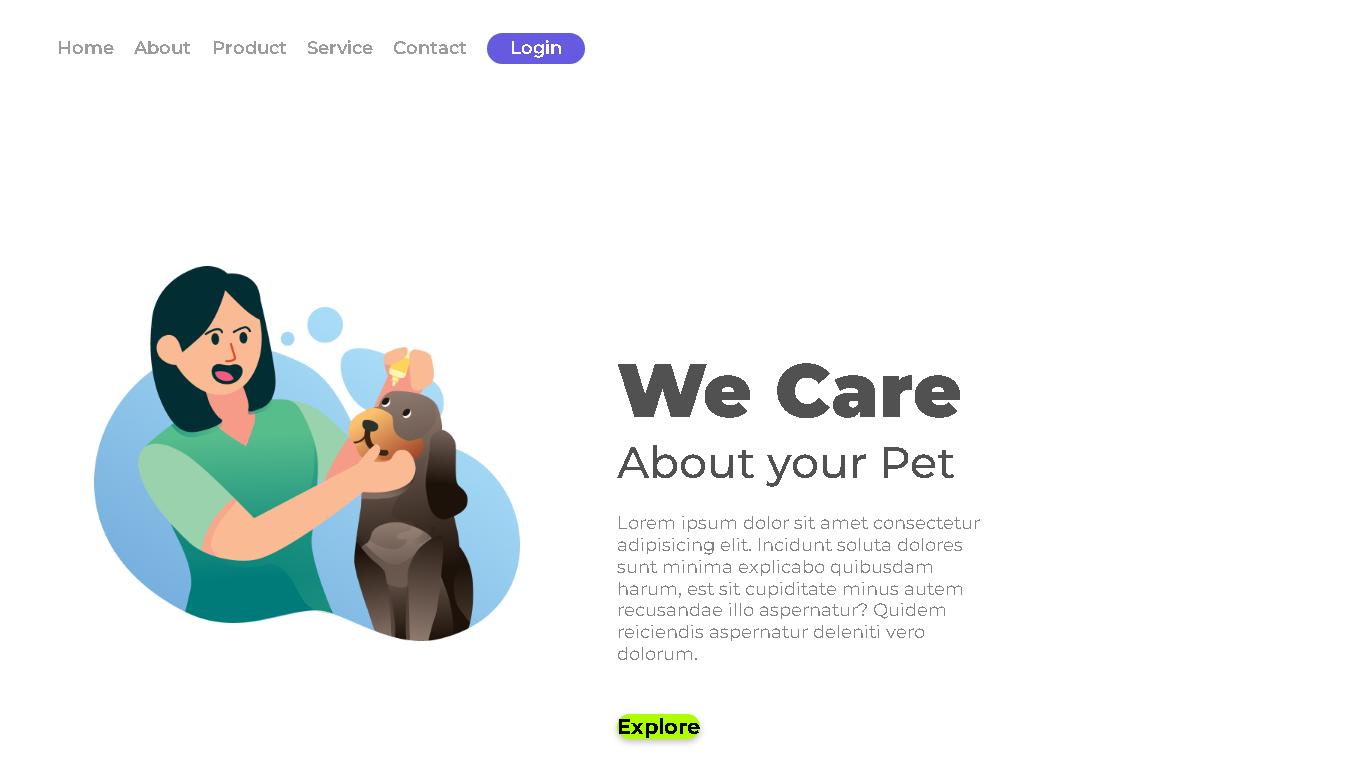 Home About Product Service Contact Login
We Care
About your Pet
Lorem ipsum dolor sit amet consectetur
adipisicing elit. Incidunt soluta dolores
sunt minima explicabo quibusdam
harum, est sit cupiditate minus autem
recusandae illo aspernatur? Quidem
reiciendis aspernatur deleniti vero
dolorum.
Explore